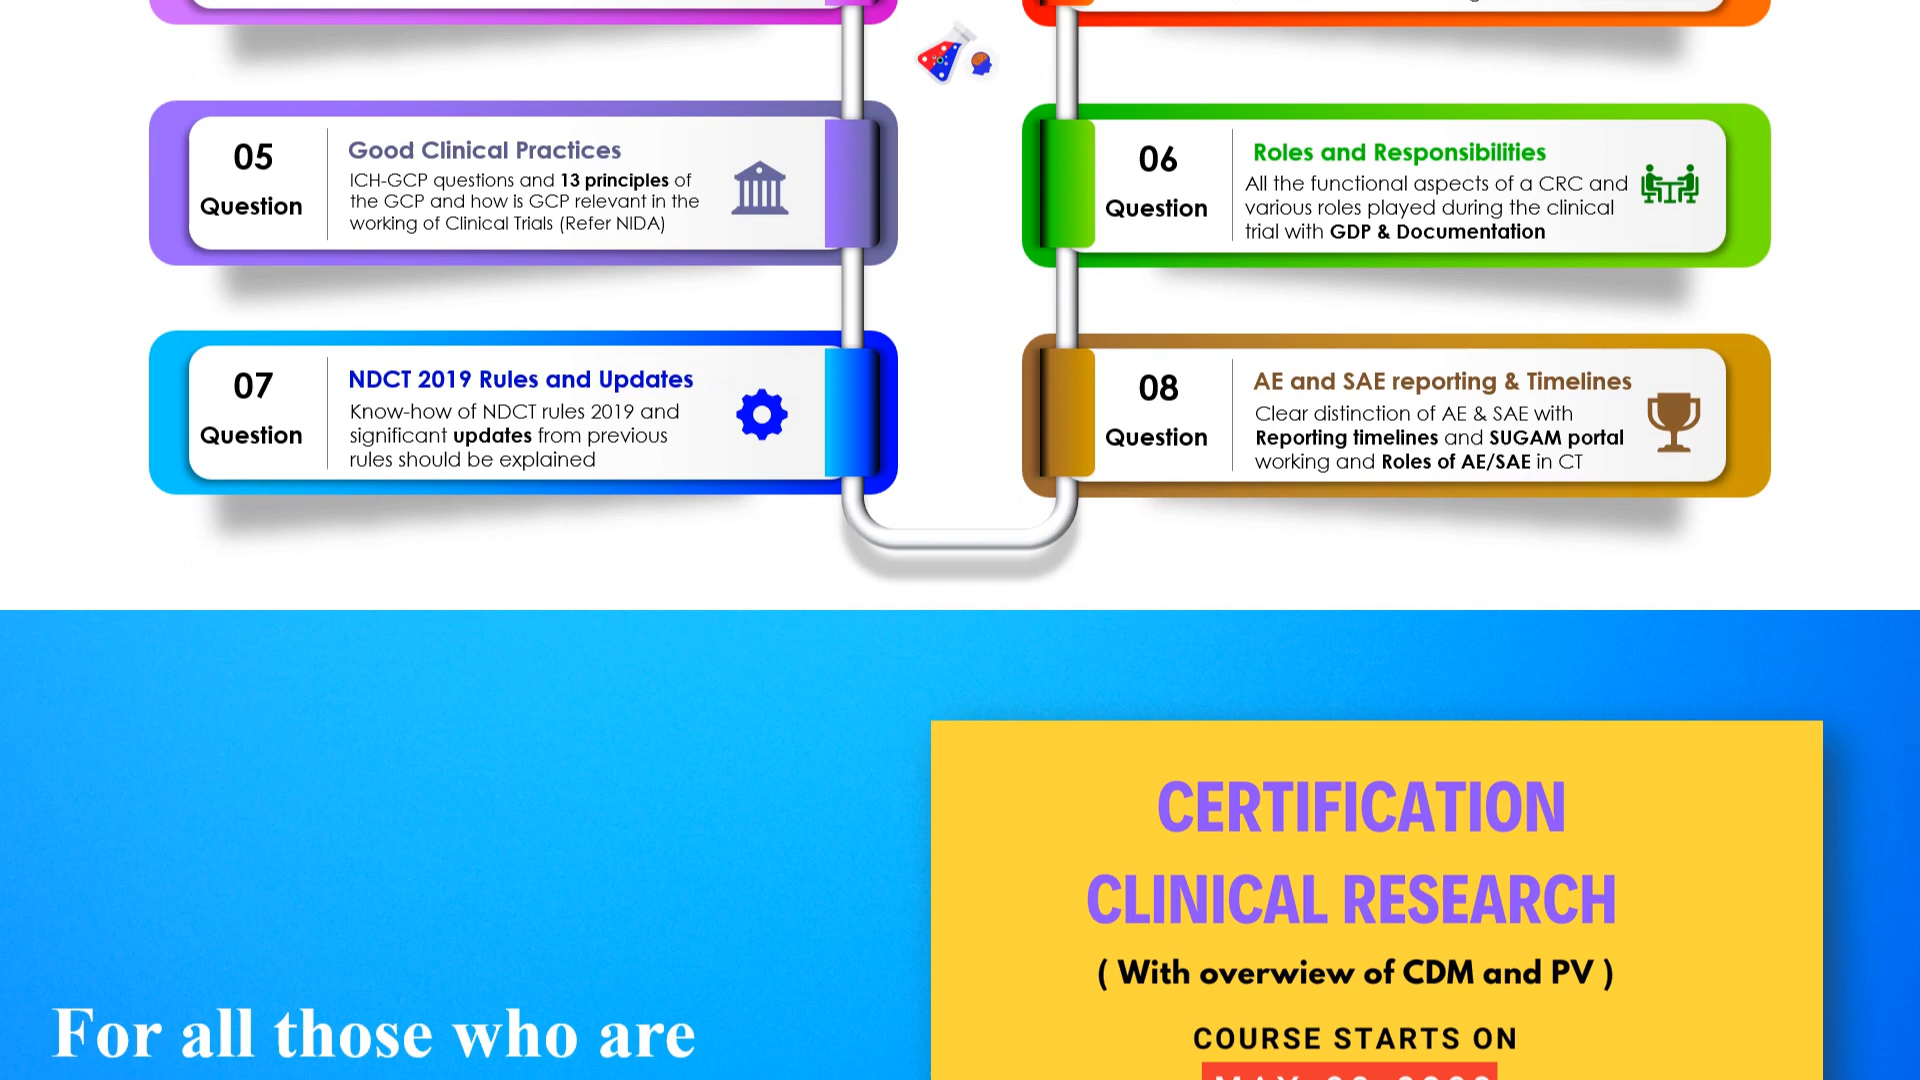 05
Question
Good Clinical Practices
ICH-GCP questions and 13 principles of
the GCP and how is GCP relevant in the
working of Clinical Trials (Refer NIDA)
06
Question
Roles and Responsibilities
All the functional aspects of a CRC and
various roles played during the clinical
trial with GDP & Documentation
07
Question
NDCT 2019 Rules and Updates
Know-how of NDCT rules 2019 and
significant updates from previous
rules should be explained
08
Question
AE and SAE reporting & Timelines
Clear distinction of AE & SAE with
Reporting timelines and SUGAM portal
working and Roles of AE/SAE in CT
For all those who are
CERTIFICATION
CLINICAL RESEARCH
( With overwiew of CDM and PV )
COURSE STARTS ON